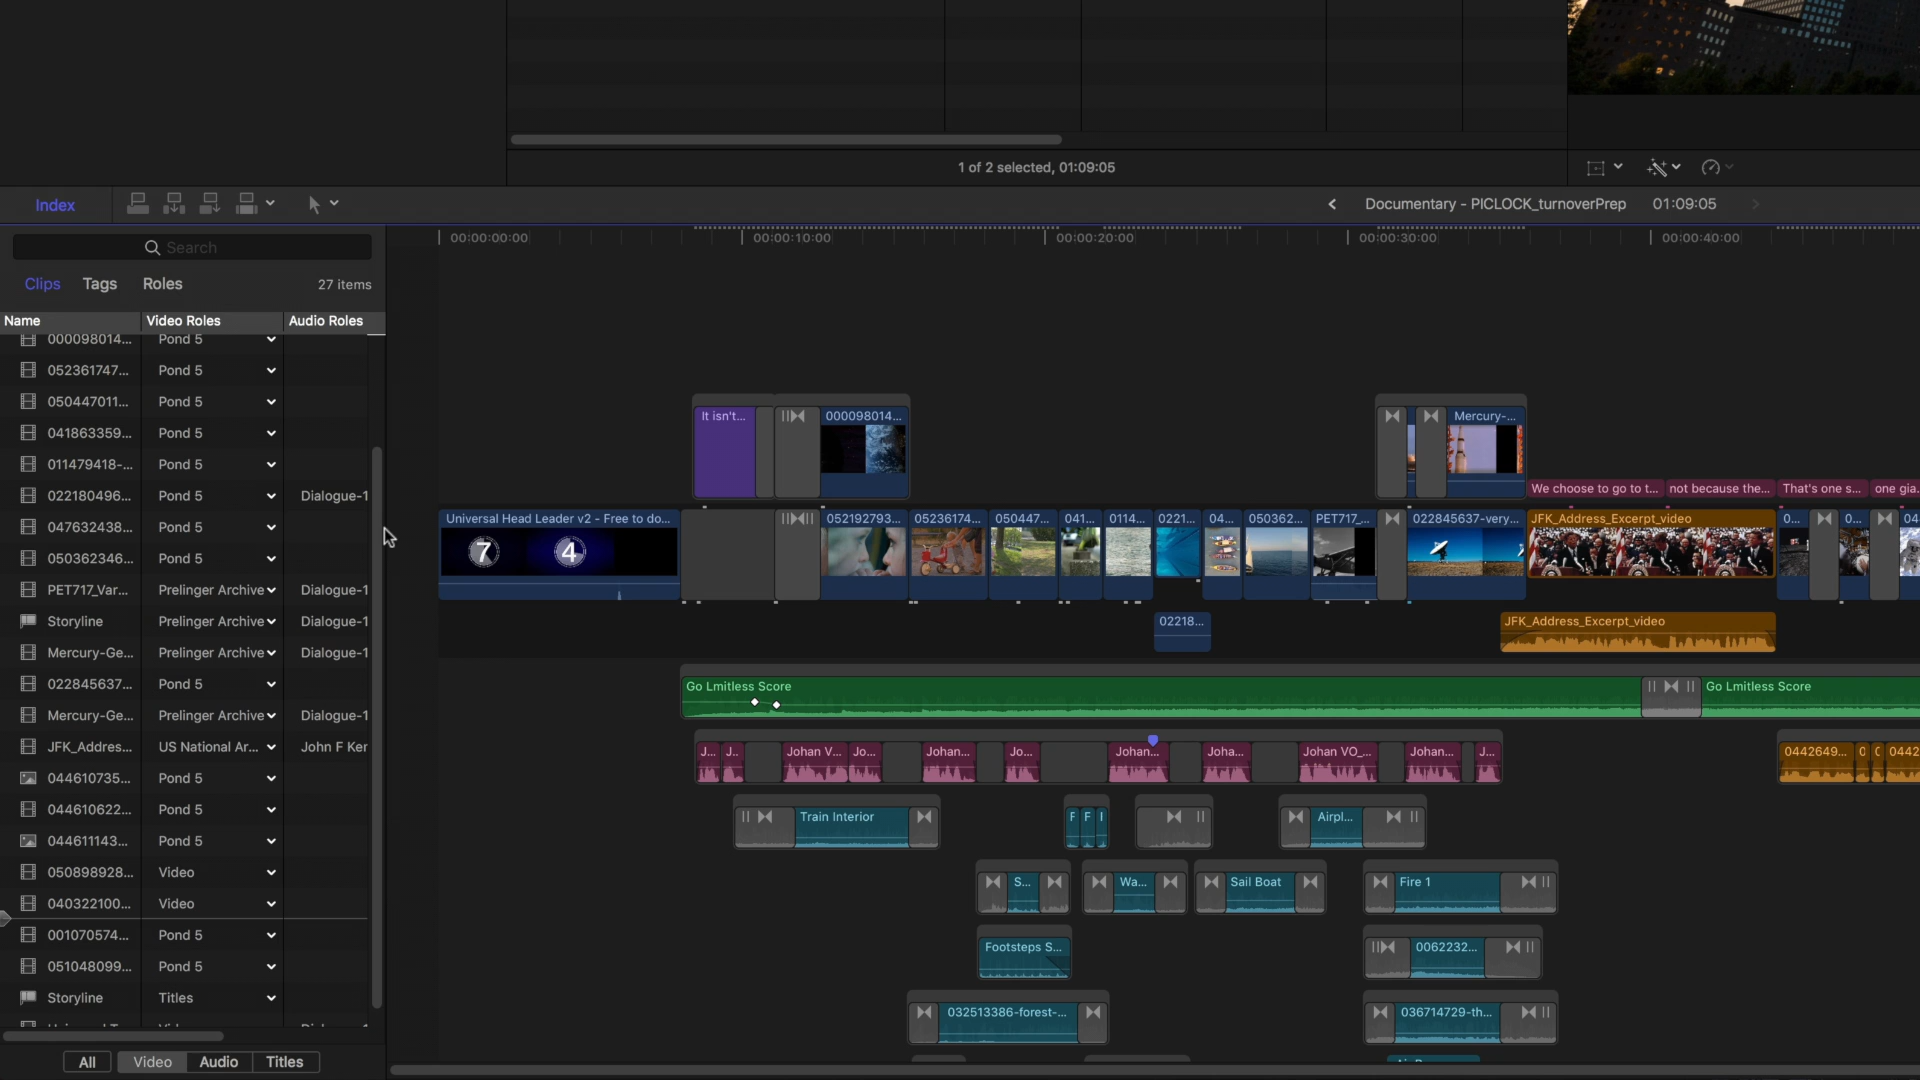 1 of 2 selected, 01:09:05
Index
Documentary - PICLOCK_turnoverPrep 01:09:05
Search
Clips Tags Roles 27 items
Name Video Roles Audio Roles
000098014... Pond 5
052361747... Pond 5
050447011... Pond 5
041863359... Pond 5
011479418-... Pond 5
022180496... Pond 5 Dialogue-1
047632438... Pond 5
050362346... Pond 5
PET717_Var... Prelinger Archive Dialogue-1
Storyline Prelinger Archive Dialogue-1
Mercury-Ge... Prelinger Archive Dialogue-1
022845637... Pond 5
Mercury-Ge... Prelinger Archive Dialogue-1
JFK_Addres... US National Ar... John F Ker
044610735... Pond 5
044610622... Pond 5
044611143... Pond 5
050898928... Video
040322100... Video
001070574... Pond 5
051048099... Pond 5
Storyline Titles
All Video Audio Titles
00:00:00:00 00:00:10:00 00:00:20:00 00:00:30:00 00:00:40:00
It isn't... 000098014... Mercury-...
We choose to go to t... not because the... That's one s... one gia.
Universal Head Leader v2 - Free to do... 052192793... 05236174... 050447... 041... 0114... 0221... 04... 050362... PET717_... 022845637-very... JFK_Address_Excerpt_video 0... 0... 04
7 4
02218... JFK_Address_Excerpt_video
Go Lmitless Score Go Lmitless Score
J... J.. Johan V... Jo... Johan... Jo... Johan... Joha... Johan VO_... Johan... J... 0442649... 0 0 0442
Train Interior F F I Airpl...
S... Wa... Sail Boat Fire 1
Footsteps S... 0062232...
032513386-forest-... 036714729-th...